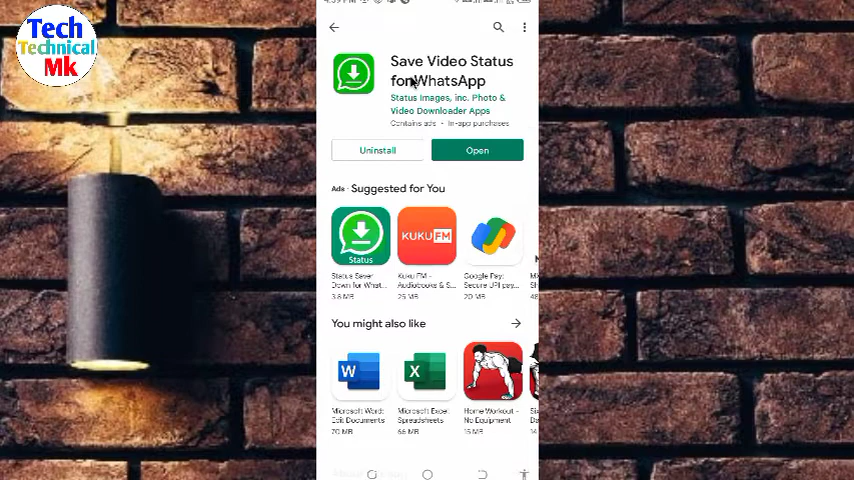 Tech
Technical
Mk
Save Video Status
for WhatsApp
Status Images, inc. Photo &
Video Downloader Apps
Contains ads • In-app purchases
Uninstall
Open
Ads · Suggested for You
Status
KUKU FM
Status Saver
Down for What...
3.8 MB
Kuku FM -
Audiobooks & S...
25 MB
Google Pay:
Secure UPI pay...
20 MB
You might also like
W
X
Microsoft Word:
Edit Documents
70 MB
Microsoft Excel:
Spreadsheets
66 MB
Home Workout -
No Equipment
15 MB